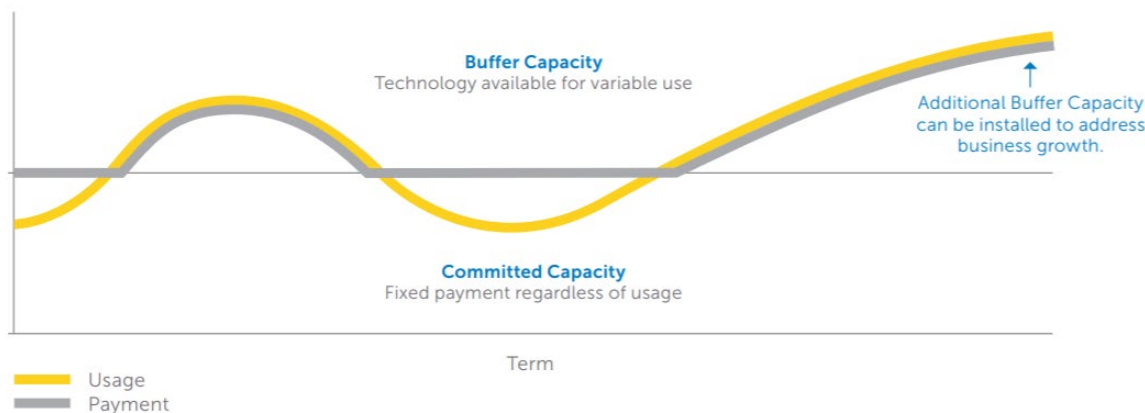 Buffer Capacity
Technology available for variable use
Additional Buffer Capacity
can be installed to address
business growth.
Committed Capacity
Fixed payment regardless of usage
Term
Usage
Payment